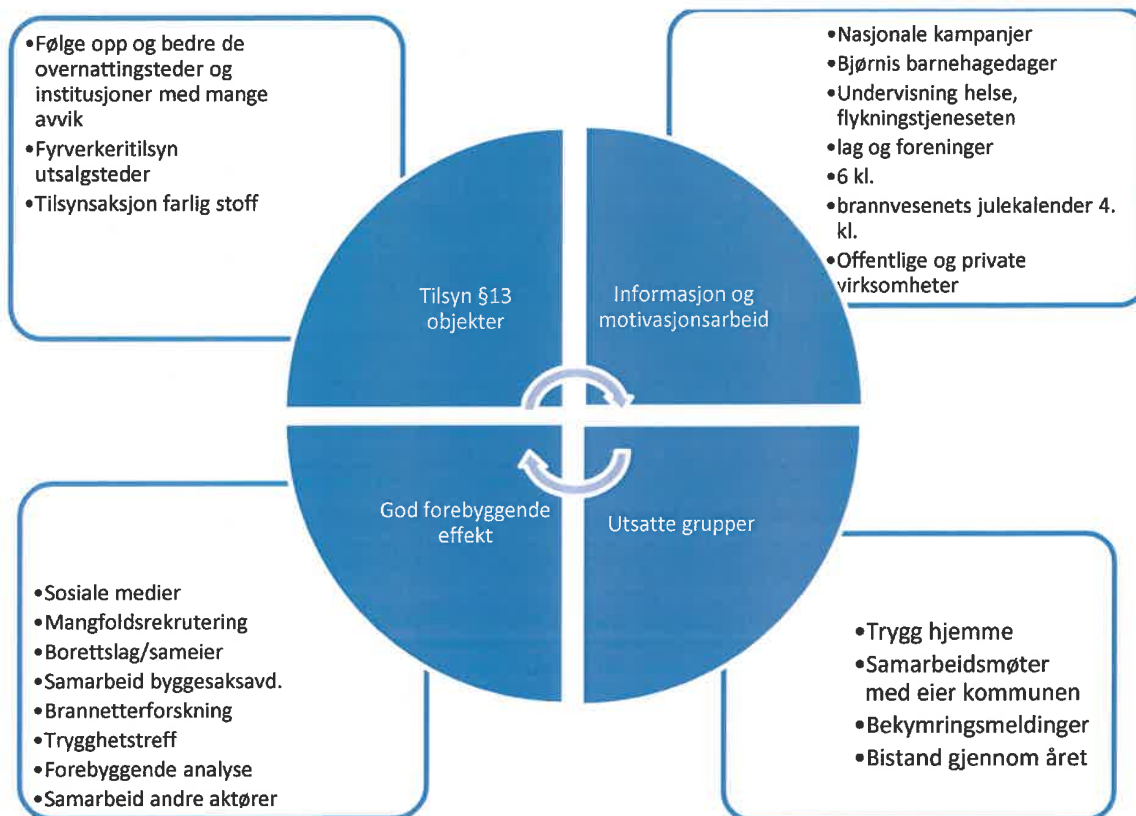 •Følge opp og bedre de
overnattingsteder og
institusjoner med mange
avvik
•Fyrverkeritilsyn
utsalgsteder
•Tilsynsaksjon farlig stoff
•Nasjonale kampanjer
•Bjørnis barnehagedager
•Undervisning helse,
flykningstjeneseten
•lag og foreninger
•6 kl.
•brannvesenets julekalender 4.
kl.
•Offentlige og private
virksomheter
Tilsyn §13
objekter
Informasjon og
motivasjonsarbeid
God forebyggende
effekt
Utsatte grupper
•Sosiale medier
•Mangfoldsrekrutering
•Borettslag/sameier
•Samarbeid byggesaksavd.
•Brannetterforskning
•Trygghetstreff
•Forebyggende analyse
•Samarbeid andre aktører
•Trygg hjemme
•Samarbeidsmøter
med eier kommunen
•Bekymringsmeldinger
•Bistand gjennom året